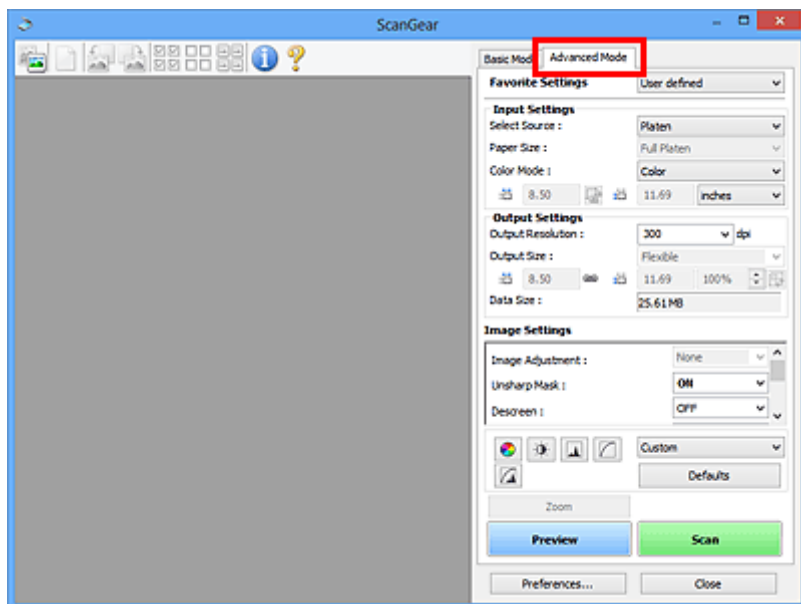 ScanGear
Basic Mode Advanced Mode
Favorite Settings User defined
Input Settings
Select Source : Platen
Paper Size : Full Platen
Color Mode : Color
8.50 11.69 inches
Output Settings
Output Resolution : 300 dpi
Output Size : Flexible
8.50 11.69 100%
Data Size : 25.61MB
Image Settings
Image Adjustment : None
Unsharp Mask : ON
Descreen : OFF
Custom
Defaults
Zoom
Preview Scan
Preferences... Close